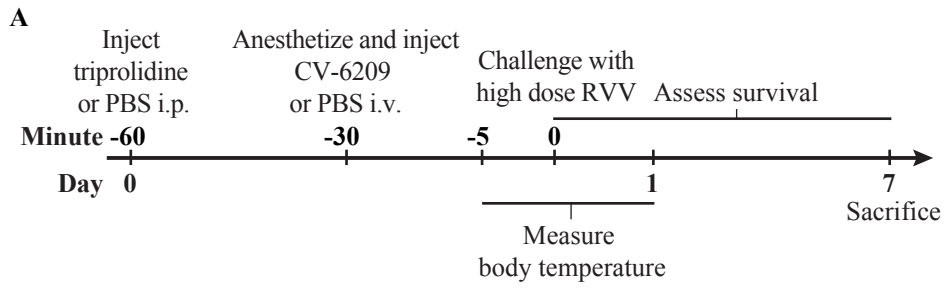 A
Inject
triprolidine
or PBS i.p.
Anesthetize and inject
CV-6209
or PBS i.v.
Challenge with
high dose RVV
Assess survival
Minute -60 -30 -5 0
Day 0 1 7
Sacrifice
Measure
body temperature